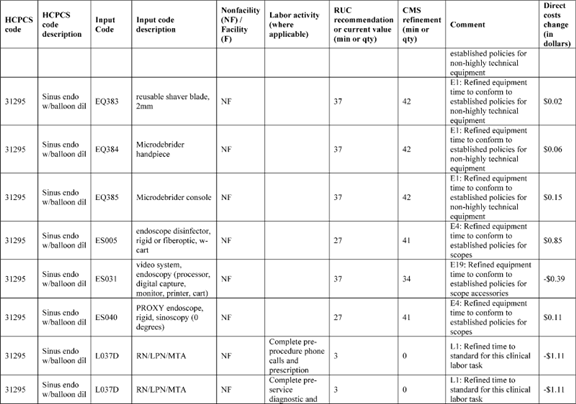 HCPCS code | HCPCS code description | Input Code | Input code description | Nonfacility (NF) / Facility (F) | Labor activity (where applicable) | RUC recommendation or current value (min or qty) | CMS refinement (min or qty) | Comment | Direct costs change (in dollars)
established policies for non-highly technical equipment
31295 | Sinus endo w/balloon dil | EQ383 | reusable shaver blade, 2mm | NF | | 37 | 42 | E1: Refined equipment time to conform to established policies for non-highly technical equipment | $0.02
31295 | Sinus endo w/balloon dil | EQ384 | Microdebrider handpiece | NF | | 37 | 42 | E1: Refined equipment time to conform to established policies for non-highly technical equipment | $0.06
31295 | Sinus endo w/balloon dil | EQ385 | Microdebrider console | NF | | 37 | 42 | E1: Refined equipment time to conform to established policies for non-highly technical equipment | $0.15
31295 | Sinus endo w/balloon dil | ES005 | endoscope disinfector, rigid or fiberoptic, w-cart | NF | | 27 | 41 | E4: Refined equipment time to conform to established policies for scopes | $0.85
31295 | Sinus endo w/balloon dil | ES031 | video system, endoscopy (processor, digital capture, monitor, printer, cart) | NF | | 37 | 34 | E19: Refined equipment time to conform to established policies for scope accessories | -$0.39
31295 | Sinus endo w/balloon dil | ES040 | PROXY endoscope, rigid, sinoscopy (0 degrees) | NF | | 27 | 41 | E4: Refined equipment time to conform to established policies for scopes | $0.11
31295 | Sinus endo w/balloon dil | L037D | RN/LPN/MTA | NF | Complete pre-procedure phone calls and prescription | 3 | 0 | L1: Refined time to standard for this clinical labor task | -$1.11
31295 | Sinus endo w/balloon dil | L037D | RN/LPN/MTA | NF | Complete pre-service diagnostic and | 3 | 0 | L1: Refined time to standard for this clinical labor task | -$1.11